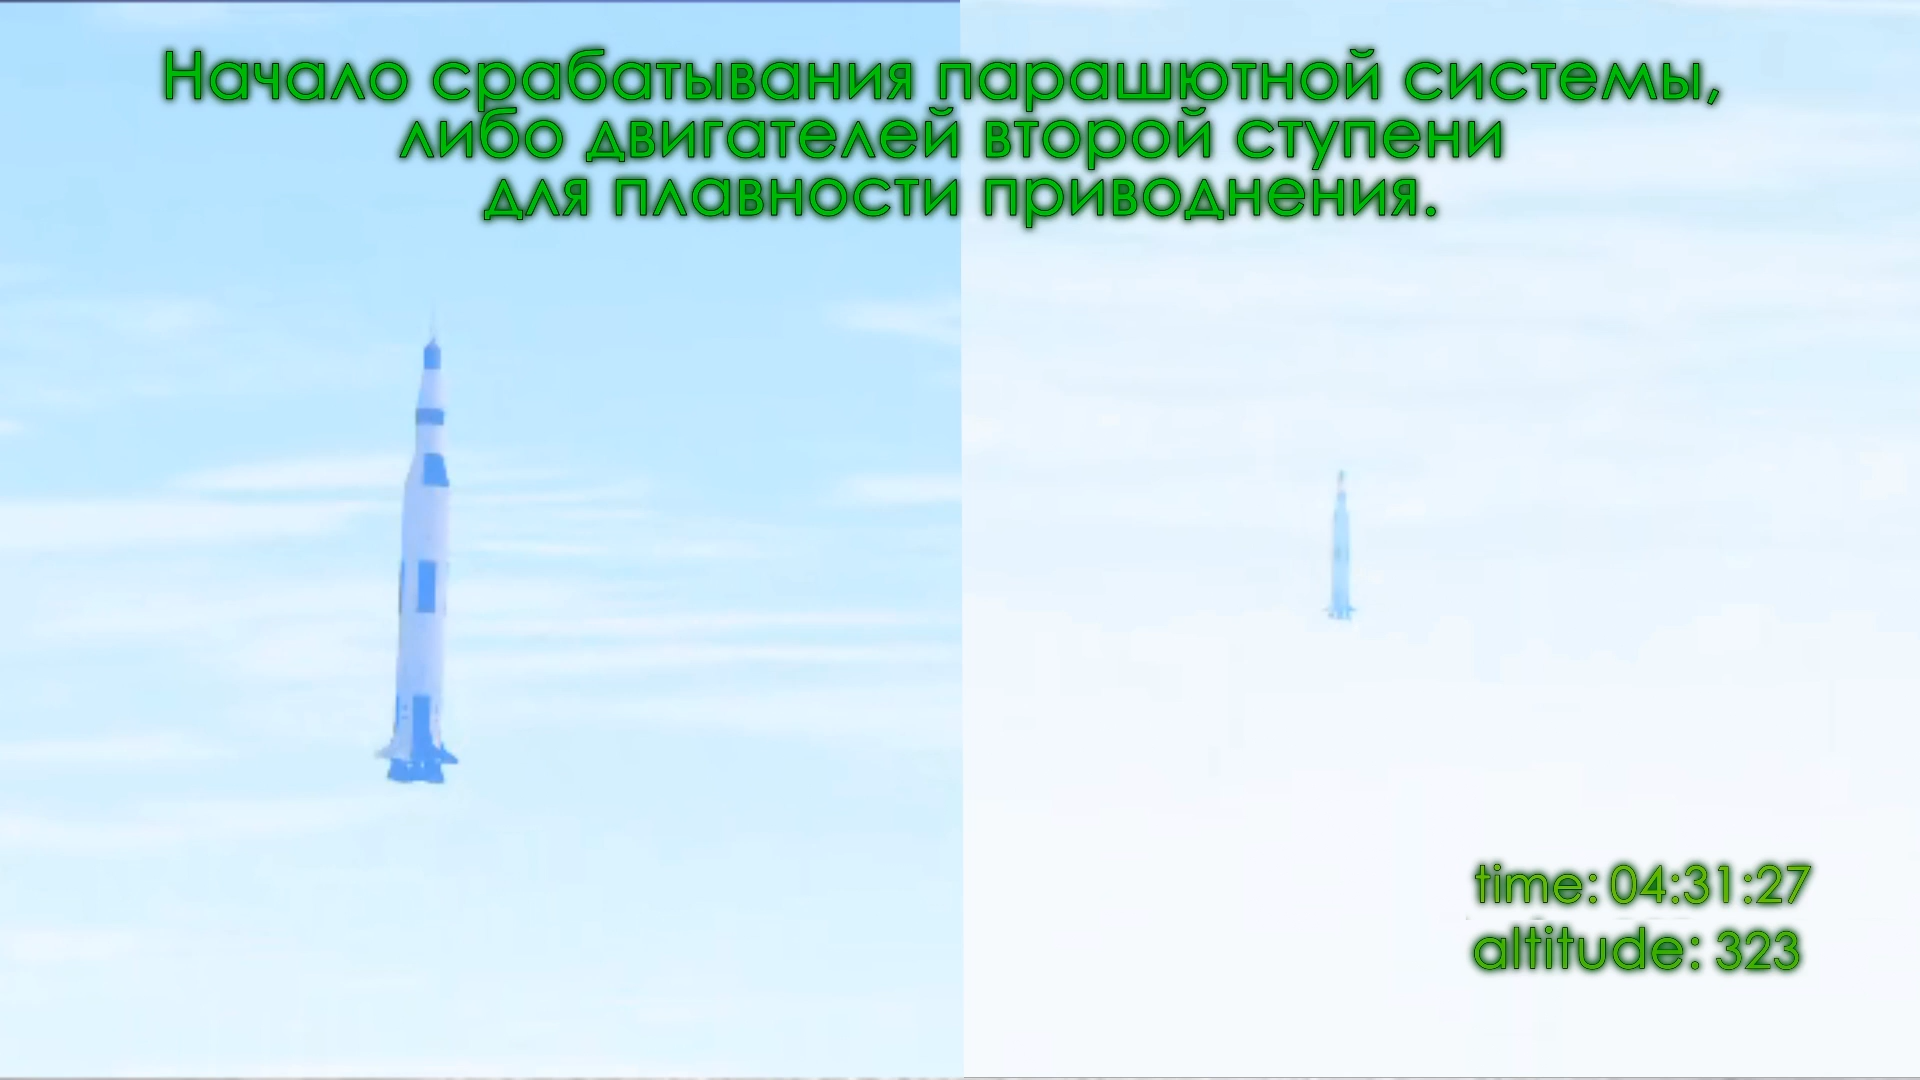 Начало срабатывания парашютной системы,
либо двигателей второй ступени
для плавности приводнения.
time: 04:31:27
altitude: 323